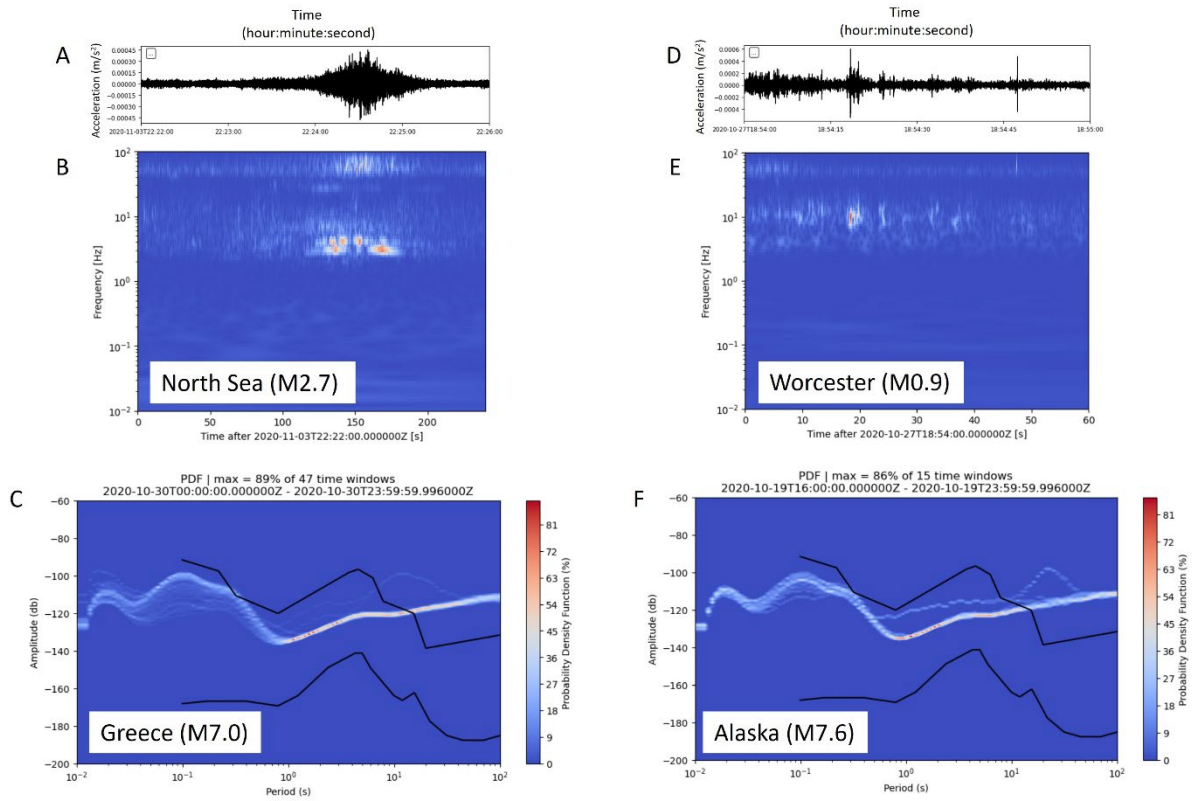 Time
(hour:minute:second)
A
Acceleration (m/s²)
0.00045
0.00030
0.00015
0.00000
−0.00015
−0.00030
−0.00045
...
2020-11-03T22:22:00
22:23:00
22:24:00
22:25:00
22:26:00
B
Frequency [Hz]
10²
10¹
10⁰
10⁻¹
10⁻²
North Sea (M2.7)
0
50
100
150
200
Time after 2020-11-03T22:22:00.000000Z [s]
C
PDF | max = 89% of 47 time windows
2020-10-30T00:00:00.000000Z - 2020-10-30T23:59:59.996000Z
Amplitude (db)
−60
−80
−100
−120
−140
−160
−180
−200
Greece (M7.0)
10⁻²
10⁻¹
10⁰
10¹
10²
Period (s)
81
72
63
54
45
36
27
18
9
0
Probability Density Function (%)
Time
(hour:minute:second)
D
Acceleration (m/s²)
0.0006
0.0004
0.0002
0.0000
−0.0002
−0.0004
...
2020-10-27T18:54:00
18:54:15
18:54:30
18:54:45
18:55:00
E
Frequency [Hz]
10²
10¹
10⁰
10⁻¹
10⁻²
Worcester (M0.9)
0
10
20
30
40
50
60
Time after 2020-10-27T18:54:00.000000Z [s]
F
PDF | max = 86% of 15 time windows
2020-10-19T16:00:00.000000Z - 2020-10-19T23:59:59.996000Z
Amplitude (db)
−60
−80
−100
−120
−140
−160
−180
−200
Alaska (M7.6)
10⁻²
10⁻¹
10⁰
10¹
10²
Period (s)
81
72
63
54
45
36
27
18
9
0
Probability Density Function (%)